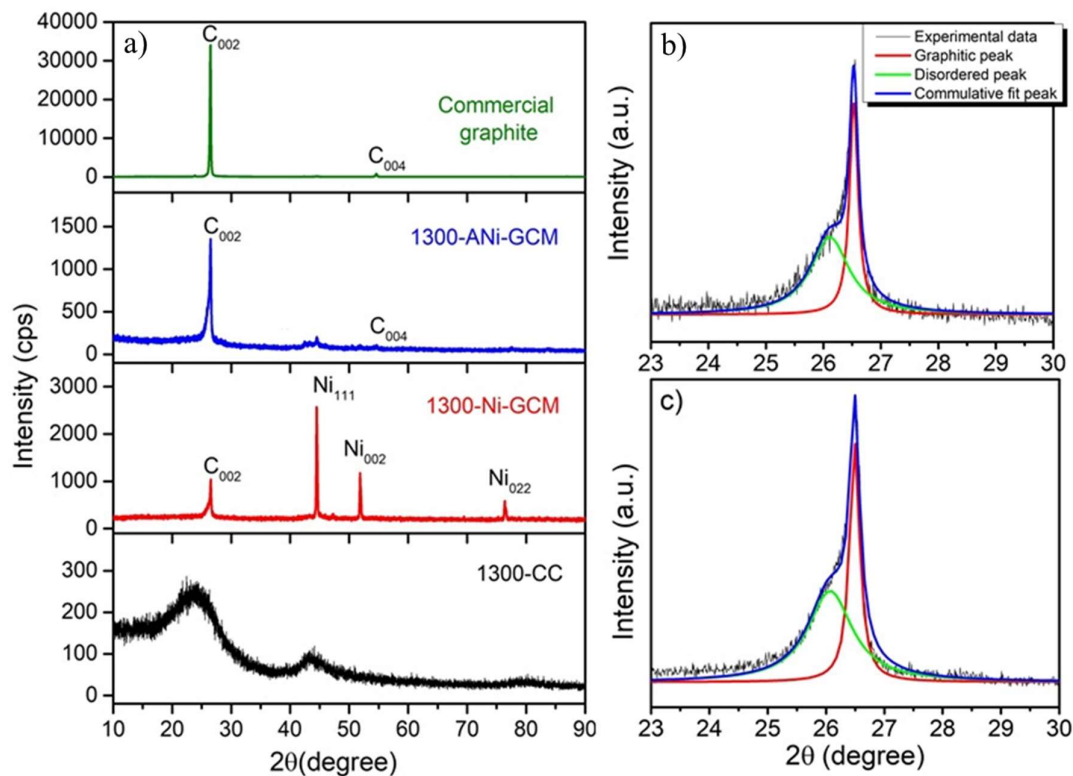 a)
40000
30000
20000
10000
0
C002
Commercial
graphite
C004
1500
1000
500
0
C002
1300-ANi-GCM
C004
3000
2000
1000
0
Ni111
1300-Ni-GCM
Ni002
C002
Ni022
300
200
100
0
1300-CC
10 20 30 40 50 60 70 80 90
2θ(degree)
Intensity (cps)
b)
Experimental data
Graphitic peak
Disordered peak
Commulative fit peak
Intensity (a.u.)
23 24 25 26 27 28 29 30
c)
Intensity (a.u.)
23 24 25 26 27 28 29 30
2θ (degree)